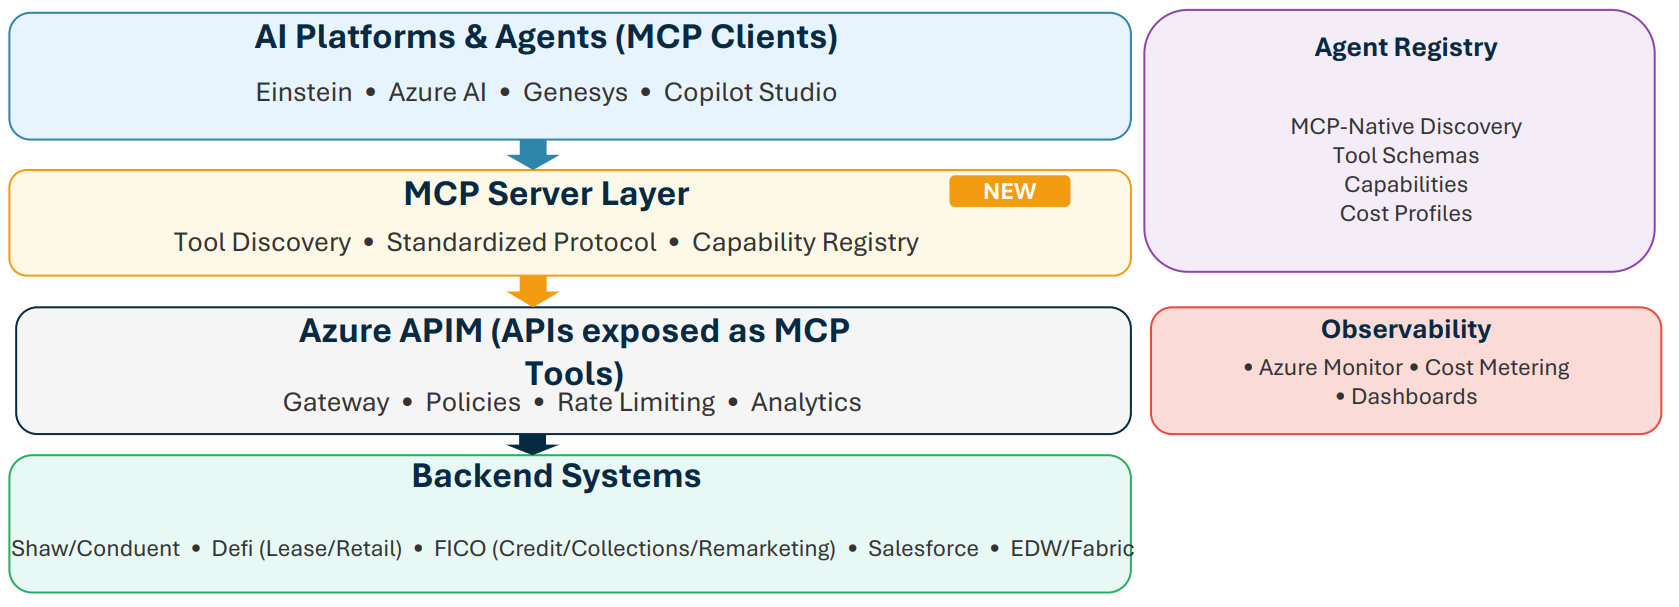 AI Platforms & Agents (MCP Clients)
Einstein • Azure AI • Genesys • Copilot Studio
MCP Server Layer
NEW
Tool Discovery • Standardized Protocol • Capability Registry
Azure APIM (APIs exposed as MCP
Tools)
Gateway • Policies • Rate Limiting • Analytics
Backend Systems
Shaw/Conduent • Defi (Lease/Retail) • FICO (Credit/Collections/Remarketing) • Salesforce • EDW/Fabric
Agent Registry
MCP-Native Discovery
Tool Schemas
Capabilities
Cost Profiles
Observability
• Azure Monitor • Cost Metering
• Dashboards